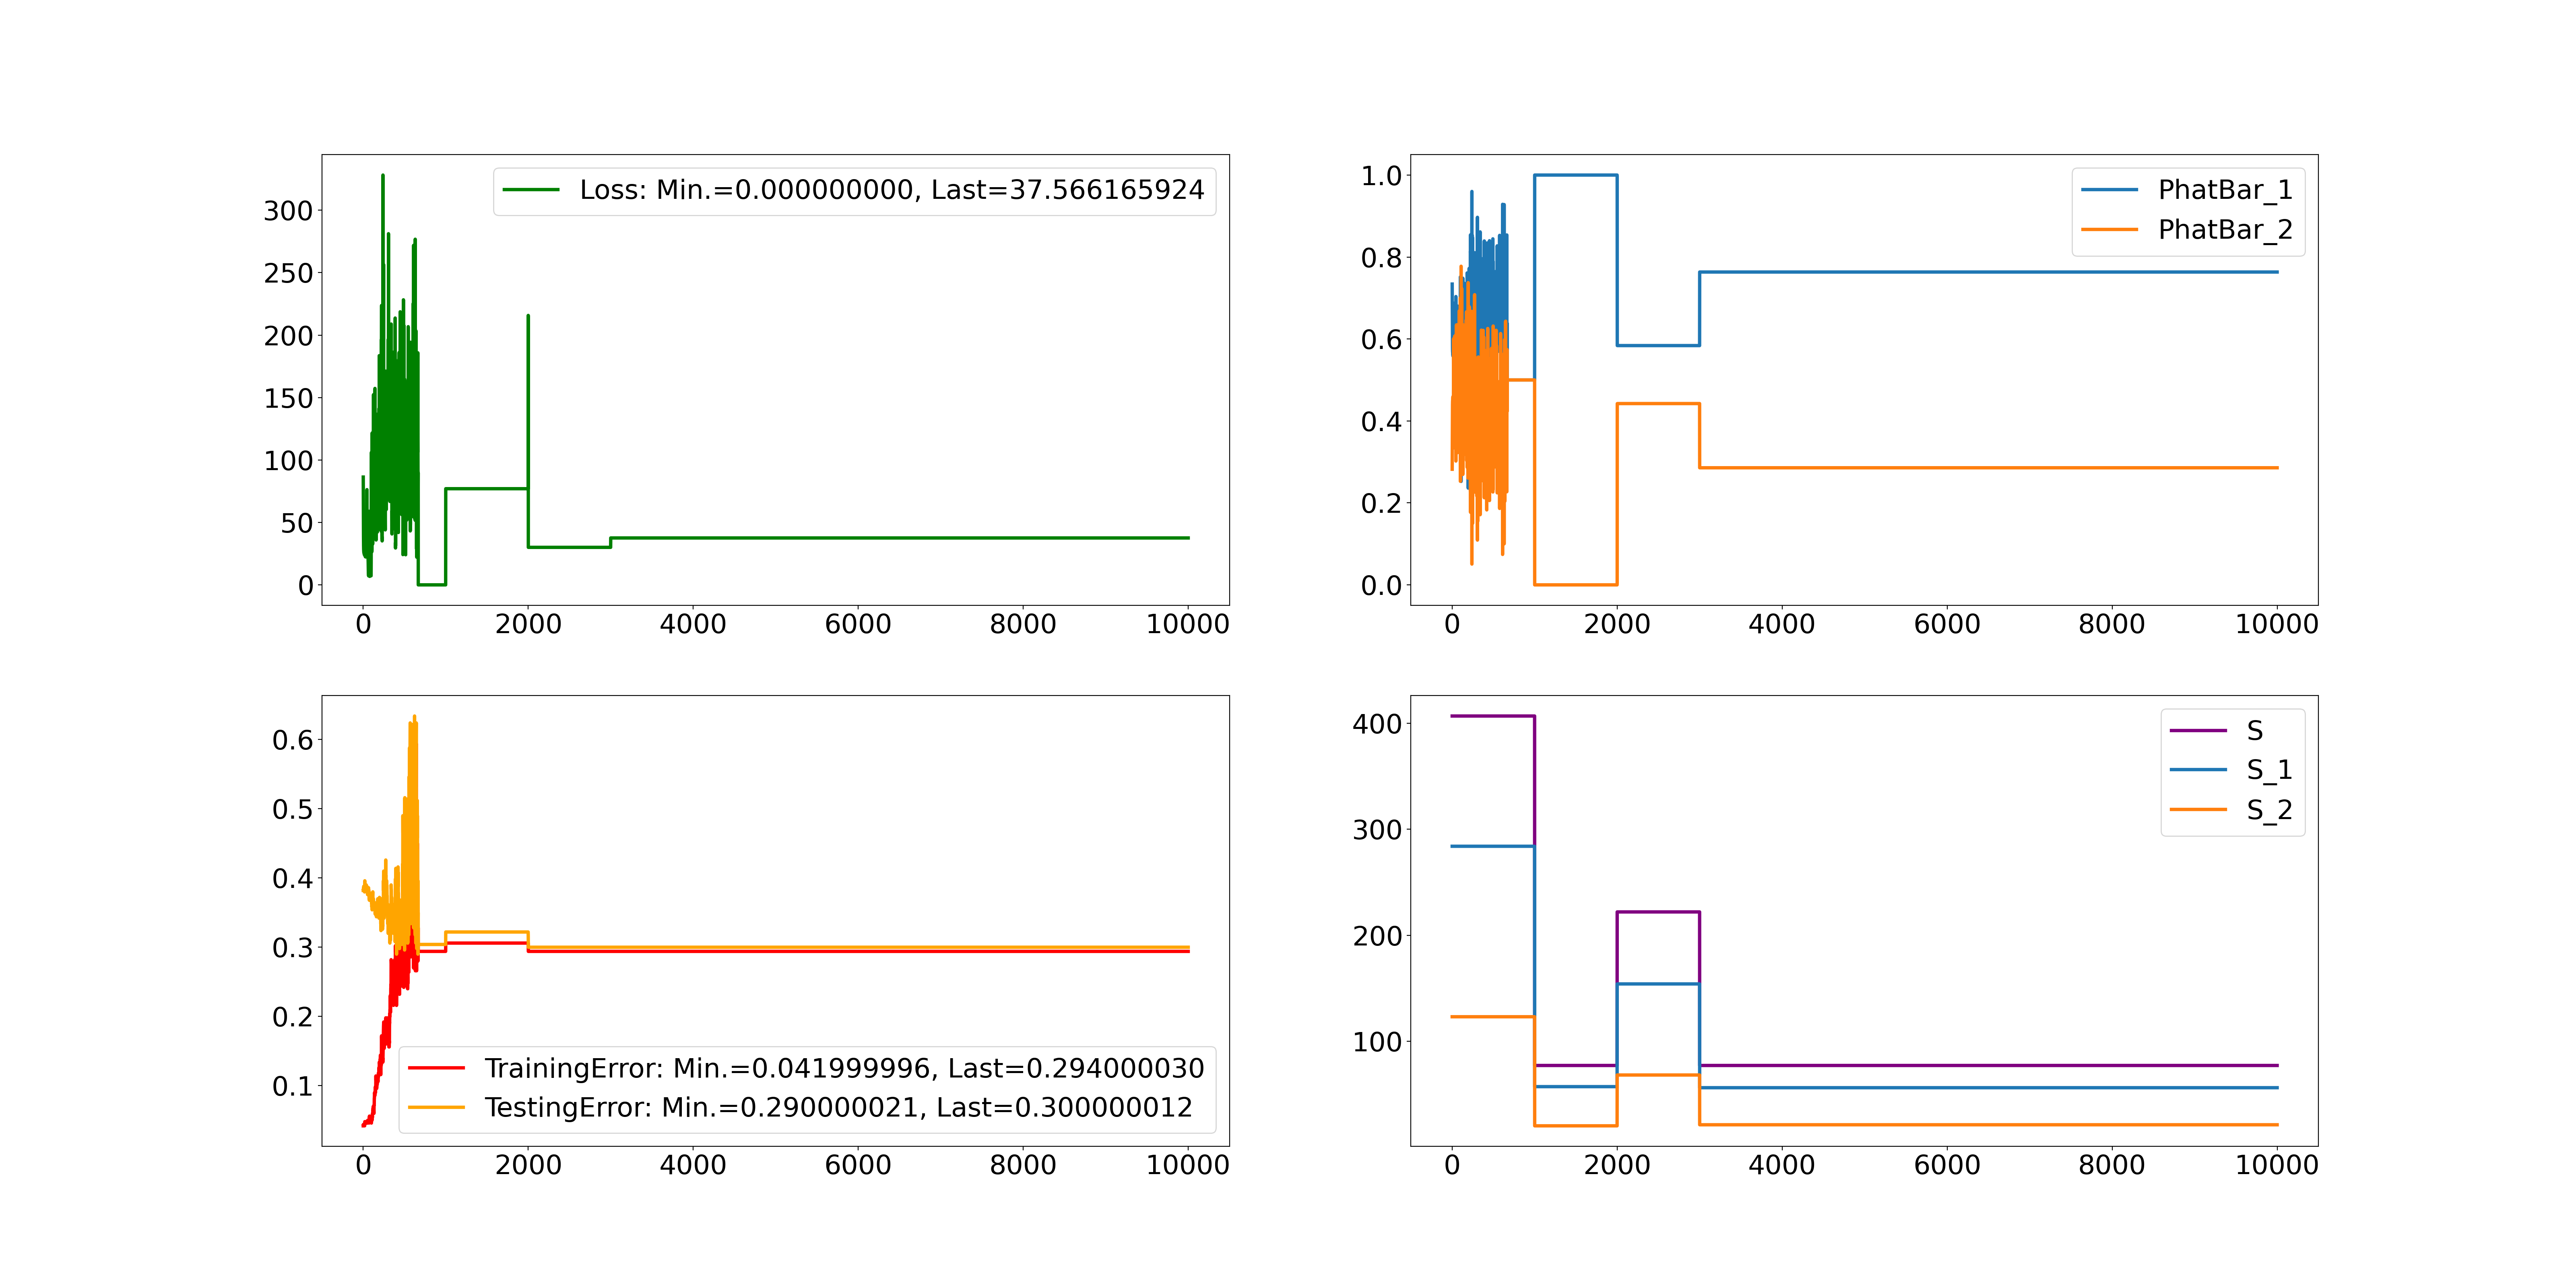 Loss: Min.=0.000000000, Last=37.566165924
300
250
200
150
100
50
0
0 2000 4000 6000 8000 10000
PhatBar_1
PhatBar_2
1.0
0.8
0.6
0.4
0.2
0.0
0 2000 4000 6000 8000 10000
0.6
0.5
0.4
0.3
0.2
0.1
TrainingError: Min.=0.041999996, Last=0.294000030
TestingError: Min.=0.290000021, Last=0.300000012
0 2000 4000 6000 8000 10000
S
S_1
S_2
400
300
200
100
0 2000 4000 6000 8000 10000